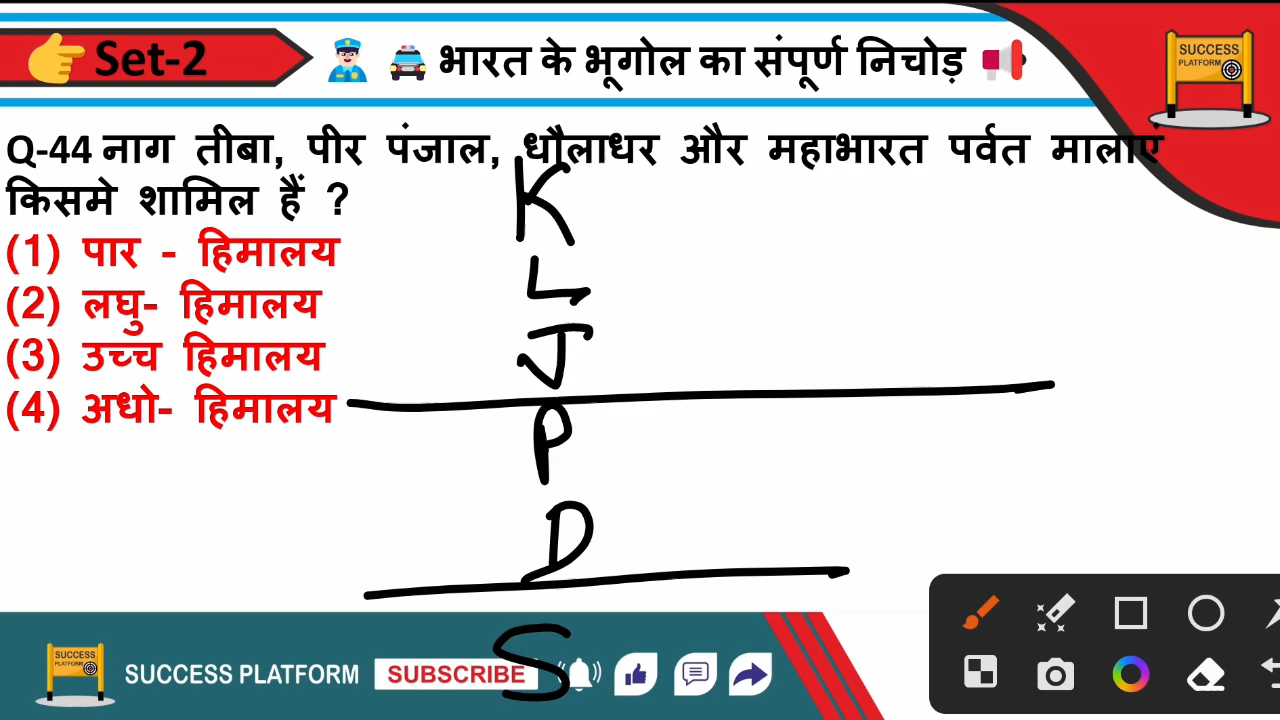 Set-2
भारत के भूगोल का संपूर्ण निचोड़
SUCCESS
PLATFORM
Q-44 नाग तीबा, पीर पंजाल, धौलाधर और महाभारत पर्वत मालाएं
किसमे शामिल हैं ?
(1) पार - हिमालय
(2) लघु- हिमालय
(3) उच्च हिमालय
(4) अधो- हिमालय
K
L
J
P
D
S
SUCCESS
PLATFORM
SUCCESS PLATFORM
SUBSCRIBE